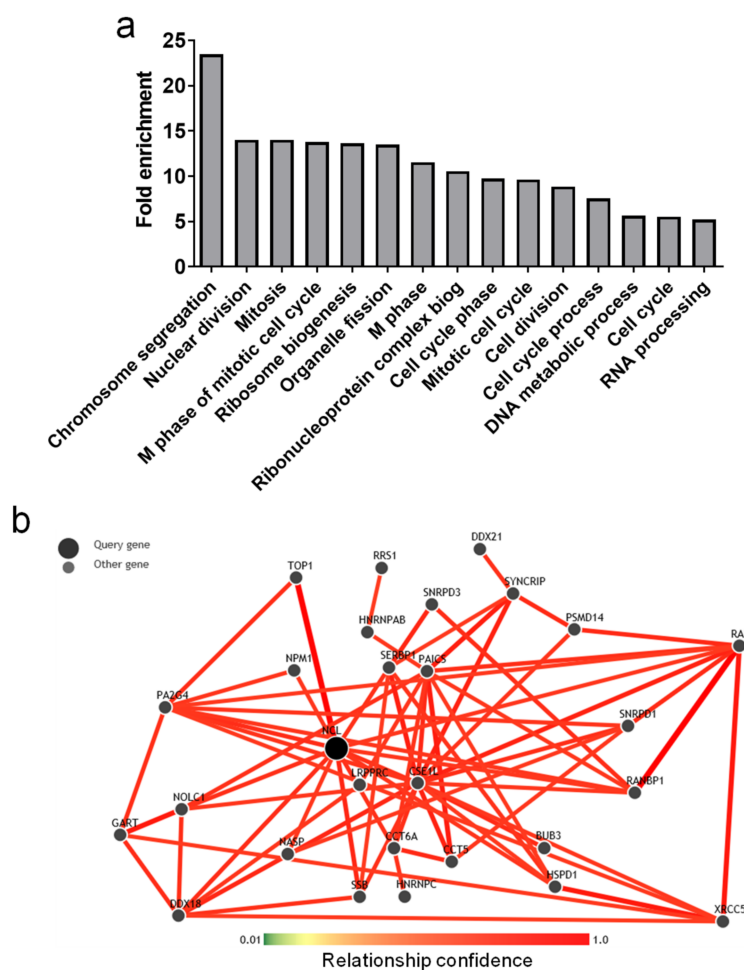 a
25
20
15
10
5
0
Fold enrichment
Chromosome segregation
Nuclear division
Mitosis
M phase of mitotic cell cycle
Ribosome biogenesis
Organelle fission
M phase
Ribonucleoprotein complex biog
Cell cycle phase
Mitotic cell cycle
Cell division
Cell cycle process
DNA metabolic process
Cell cycle
RNA processing
b
Query gene
Other gene
DDX21
RRS1
TOP1
SYNCRIP
SNRPD3
PSMD14
HNRNPAB
RA
SERBP1
PAICS
NPM1
PA2G4
SNRPD1
NCL
LRPPRC
CSE1L
RANBP1
NOLC1
GART
NASP
CCT6A
CCT5
BUB3
HSPD1
SSB
HNRNPC
DDX18
XRCC5
0.01
1.0
Relationship confidence